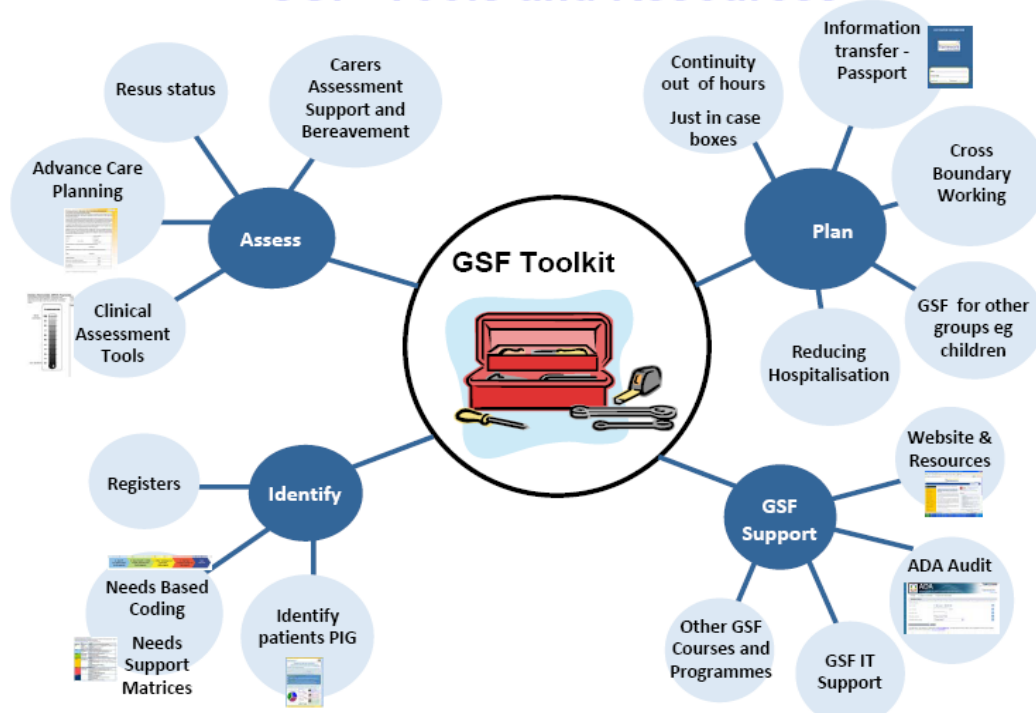 Resus status
Carers
Assessment
Support and
Bereavement
Advance Care
Planning
Assess
Clinical
Assessment
Tools
GSF Toolkit
Continuity
out of hours
Just in case
boxes
Information
transfer -
Passport
Cross
Boundary
Working
Plan
GSF for other
groups eg
children
Reducing
Hospitalisation
Registers
Identify
Needs Based
Coding
Needs
Support
Matrices
Identify
patients PIG
GSF
Support
Website &
Resources
ADA Audit
ADA
GSF IT
Support
Other GSF
Courses and
Programmes